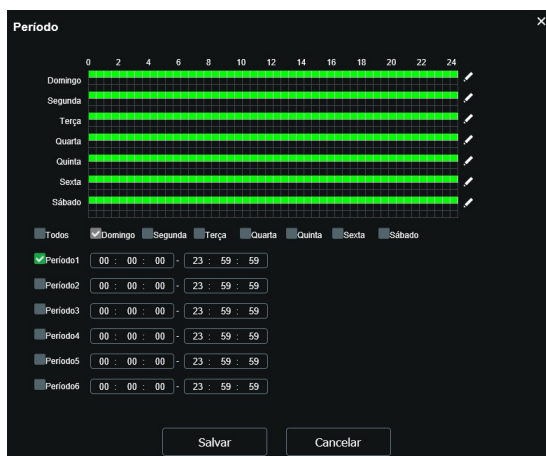 Período
×
0 2 4 6 8 10 12 14 16 18 20 22 24
Domingo
Segunda
Terça
Quarta
Quinta
Sexta
Sábado
Todos Domingo Segunda Terça Quarta Quinta Sexta Sábado
Período1 00 : 00 : 00 - 23 : 59 : 59
Período2 00 : 00 : 00 - 23 : 59 : 59
Período3 00 : 00 : 00 - 23 : 59 : 59
Período4 00 : 00 : 00 - 23 : 59 : 59
Período5 00 : 00 : 00 - 23 : 59 : 59
Período6 00 : 00 : 00 - 23 : 59 : 59
Salvar Cancelar